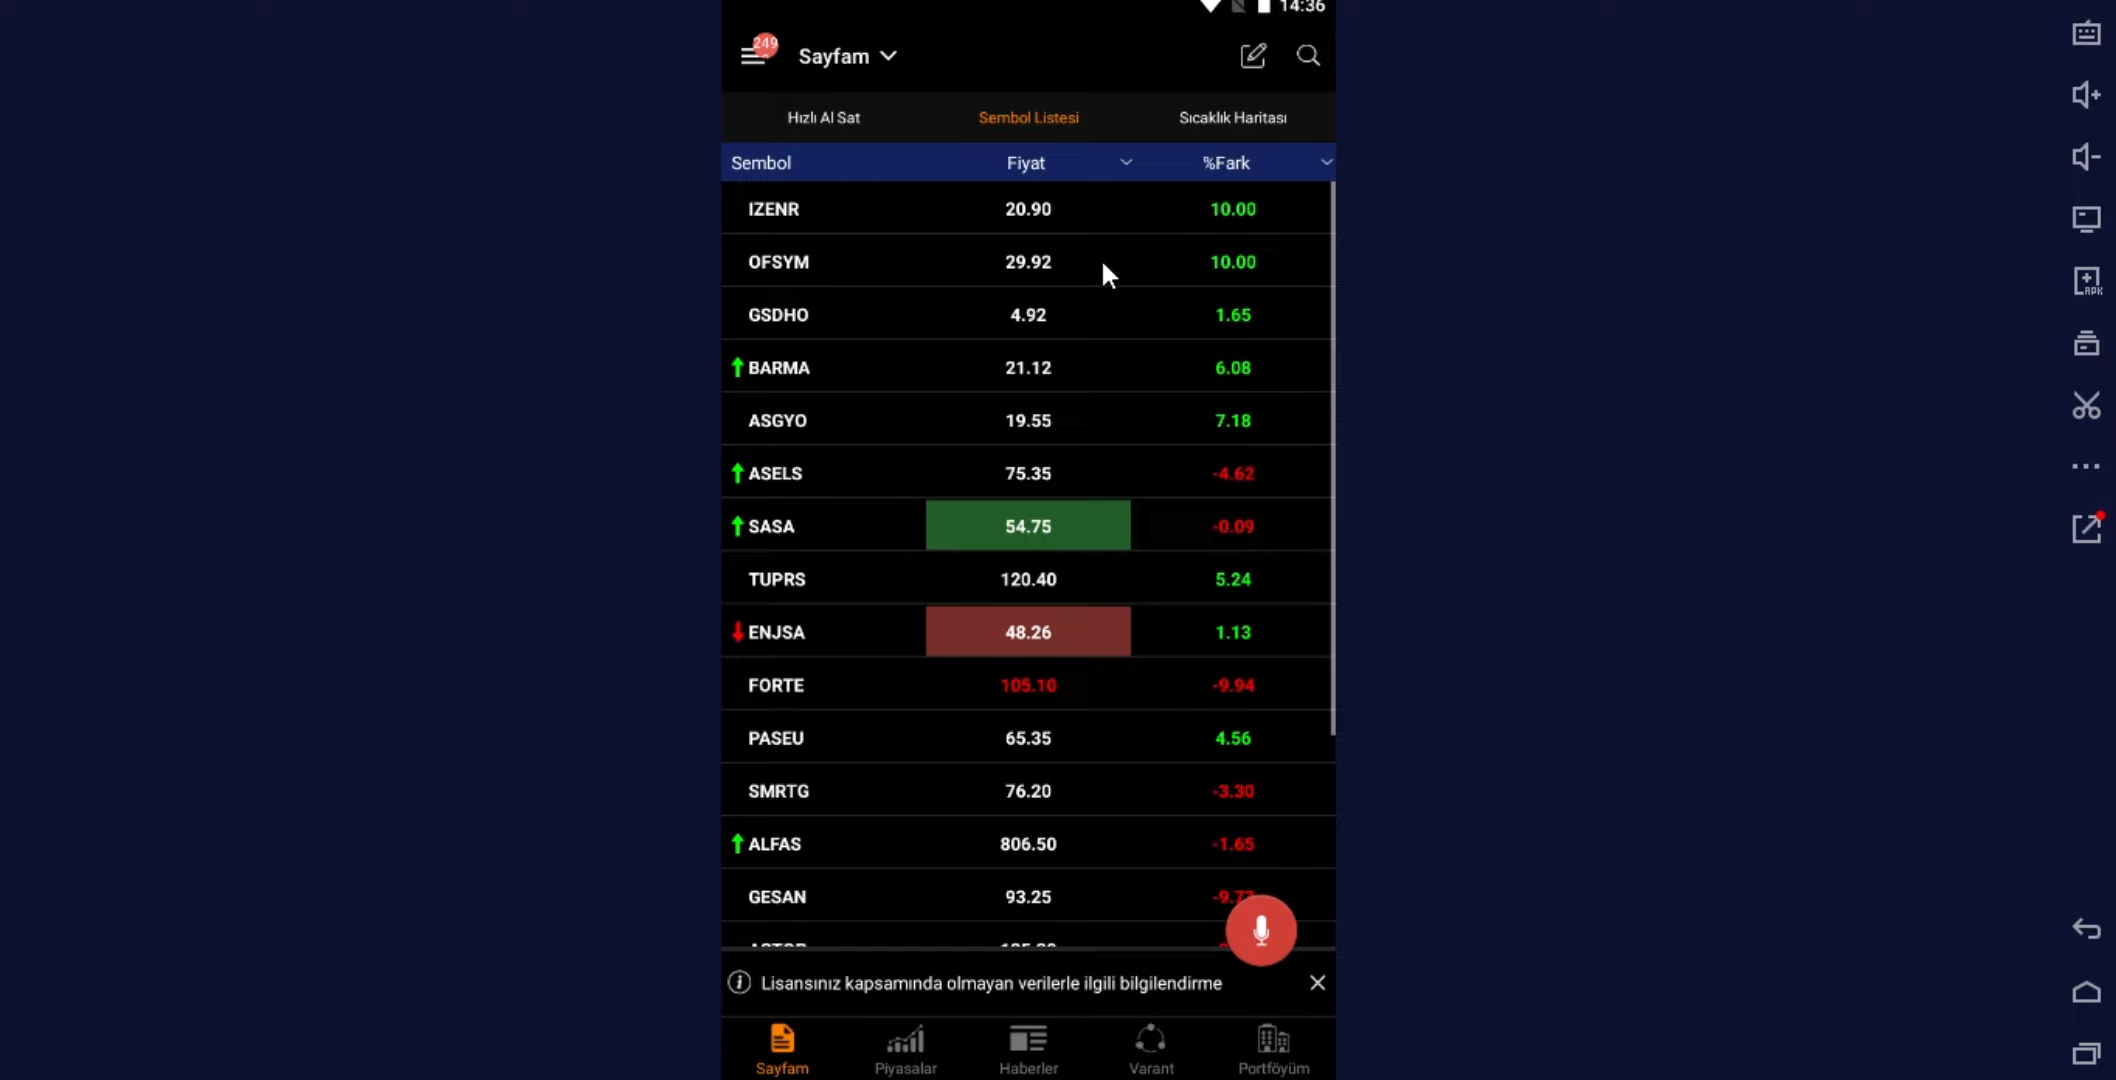 14:36
249
Sayfam
Hızlı Al Sat Sembol Listesi Sıcaklık Haritası
Sembol Fiyat %Fark
IZENR 20.90 10.00
OFSYM 29.92 10.00
GSDHO 4.92 1.65
BARMA 21.12 6.08
ASGYO 19.55 7.18
ASELS 75.35 -4.62
SASA 54.75 -0.09
TUPRS 120.40 5.24
ENJSA 48.26 1.13
FORTE 105.10 -9.94
PASEU 65.35 4.56
SMRTG 76.20 -3.30
ALFAS 806.50 -1.65
GESAN 93.25
Lisansınız kapsamında olmayan verilerle ilgili bilgilendirme
Sayfam Piyasalar Haberler Varant Portföyüm
APK